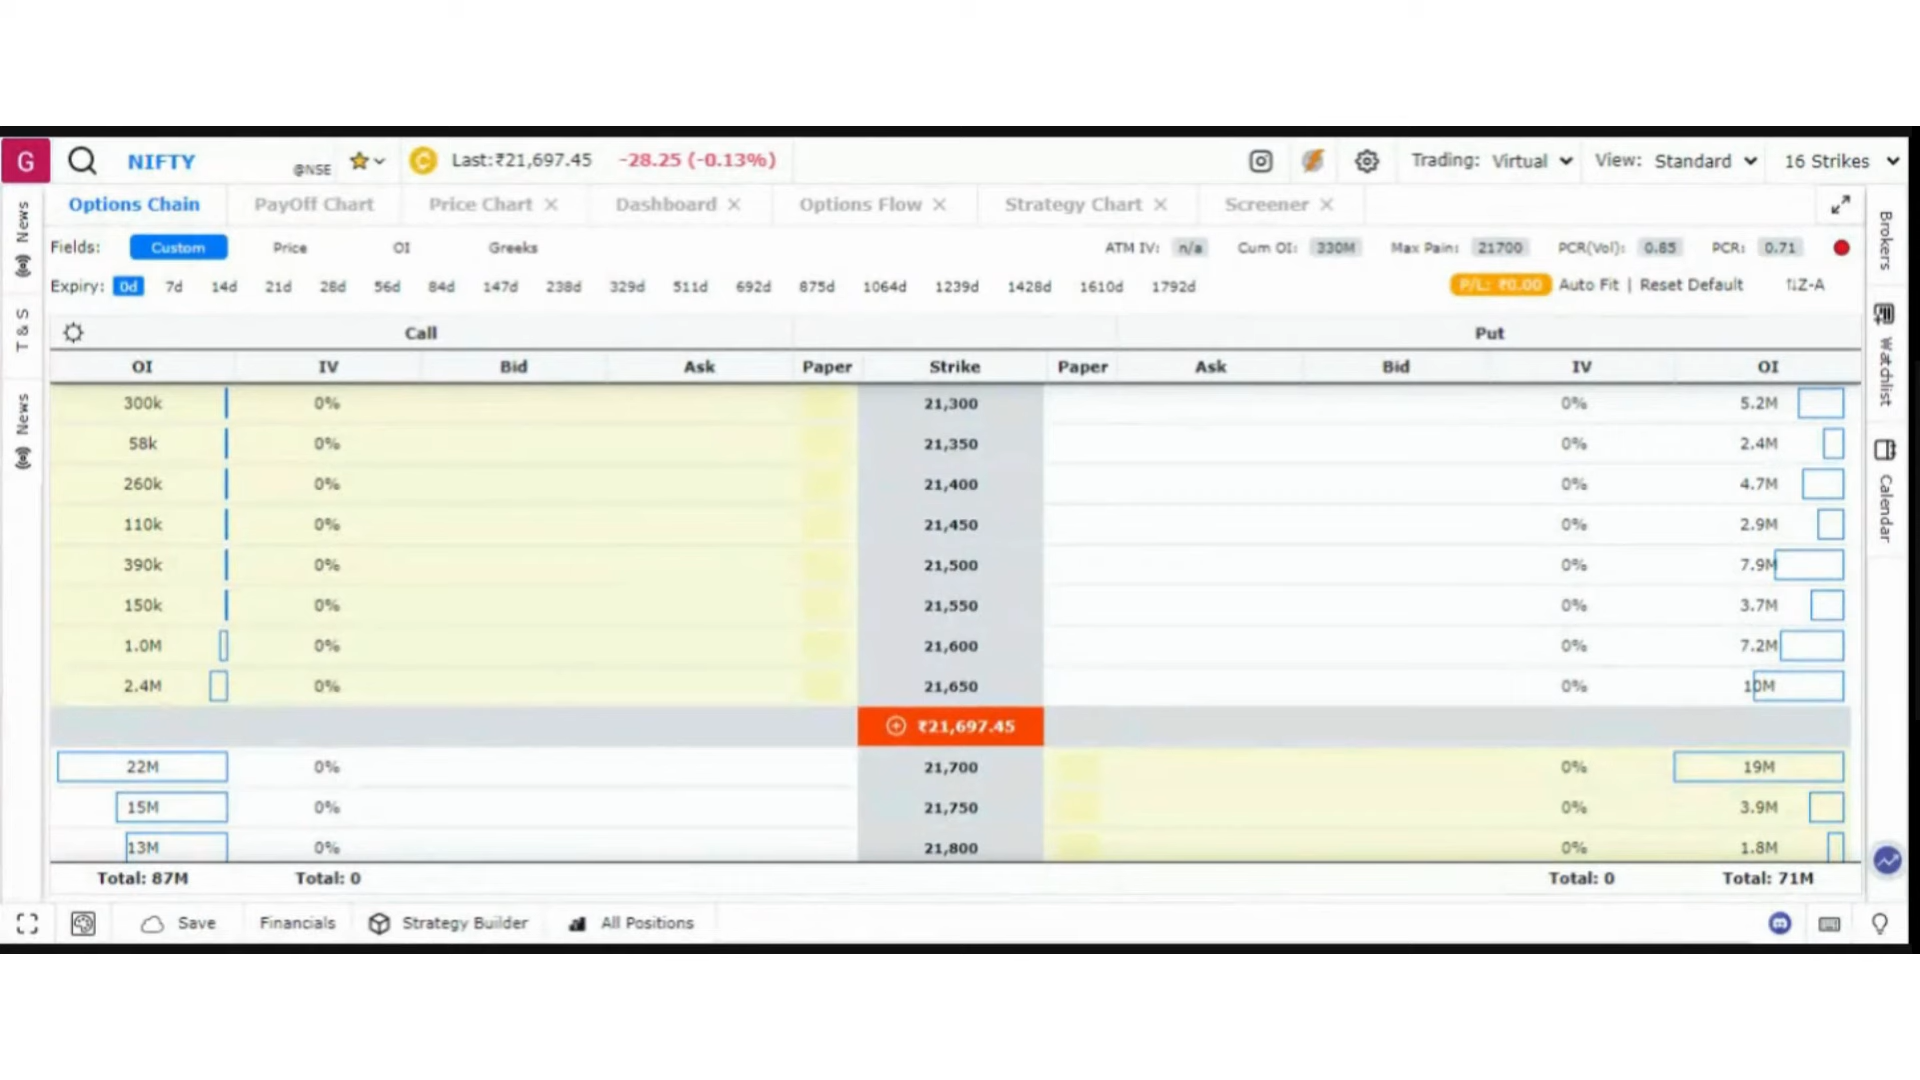 G NIFTY @NSE Last:₹21,697.45 -28.25 (-0.13%) Trading: Virtual View: Standard 16 Strikes
Options Chain PayOff Chart Price Chart Dashboard Options Flow Strategy Chart Screener
Fields: Custom Price OI Greeks ATM IV: n/a Cum OI: 330M Max Pain: 21700 PCR(Vol): 0.85 PCR: 0.71
Expiry: 0d 7d 14d 21d 28d 56d 84d 147d 238d 329d 511d 692d 875d 1064d 1239d 1428d 1610d 1792d P/L: ₹0.00 Auto Fit | Reset Default Z-A
Call Put
OI IV Bid Ask Paper Strike Paper Ask Bid IV OI
300k 0% 21,300 0% 5.2M
58k 0% 21,350 0% 2.4M
260k 0% 21,400 0% 4.7M
110k 0% 21,450 0% 2.9M
390k 0% 21,500 0% 7.9M
150k 0% 21,550 0% 3.7M
1.0M 0% 21,600 0% 7.2M
2.4M 0% 21,650 0% 10M
₹21,697.45
22M 0% 21,700 0% 19M
15M 0% 21,750 0% 3.9M
13M 0% 21,800 0% 1.8M
Total: 87M Total: 0 Total: 0 Total: 71M
Save Financials Strategy Builder All Positions
News
T & S
News
Brokers
Watchlist
Calendar